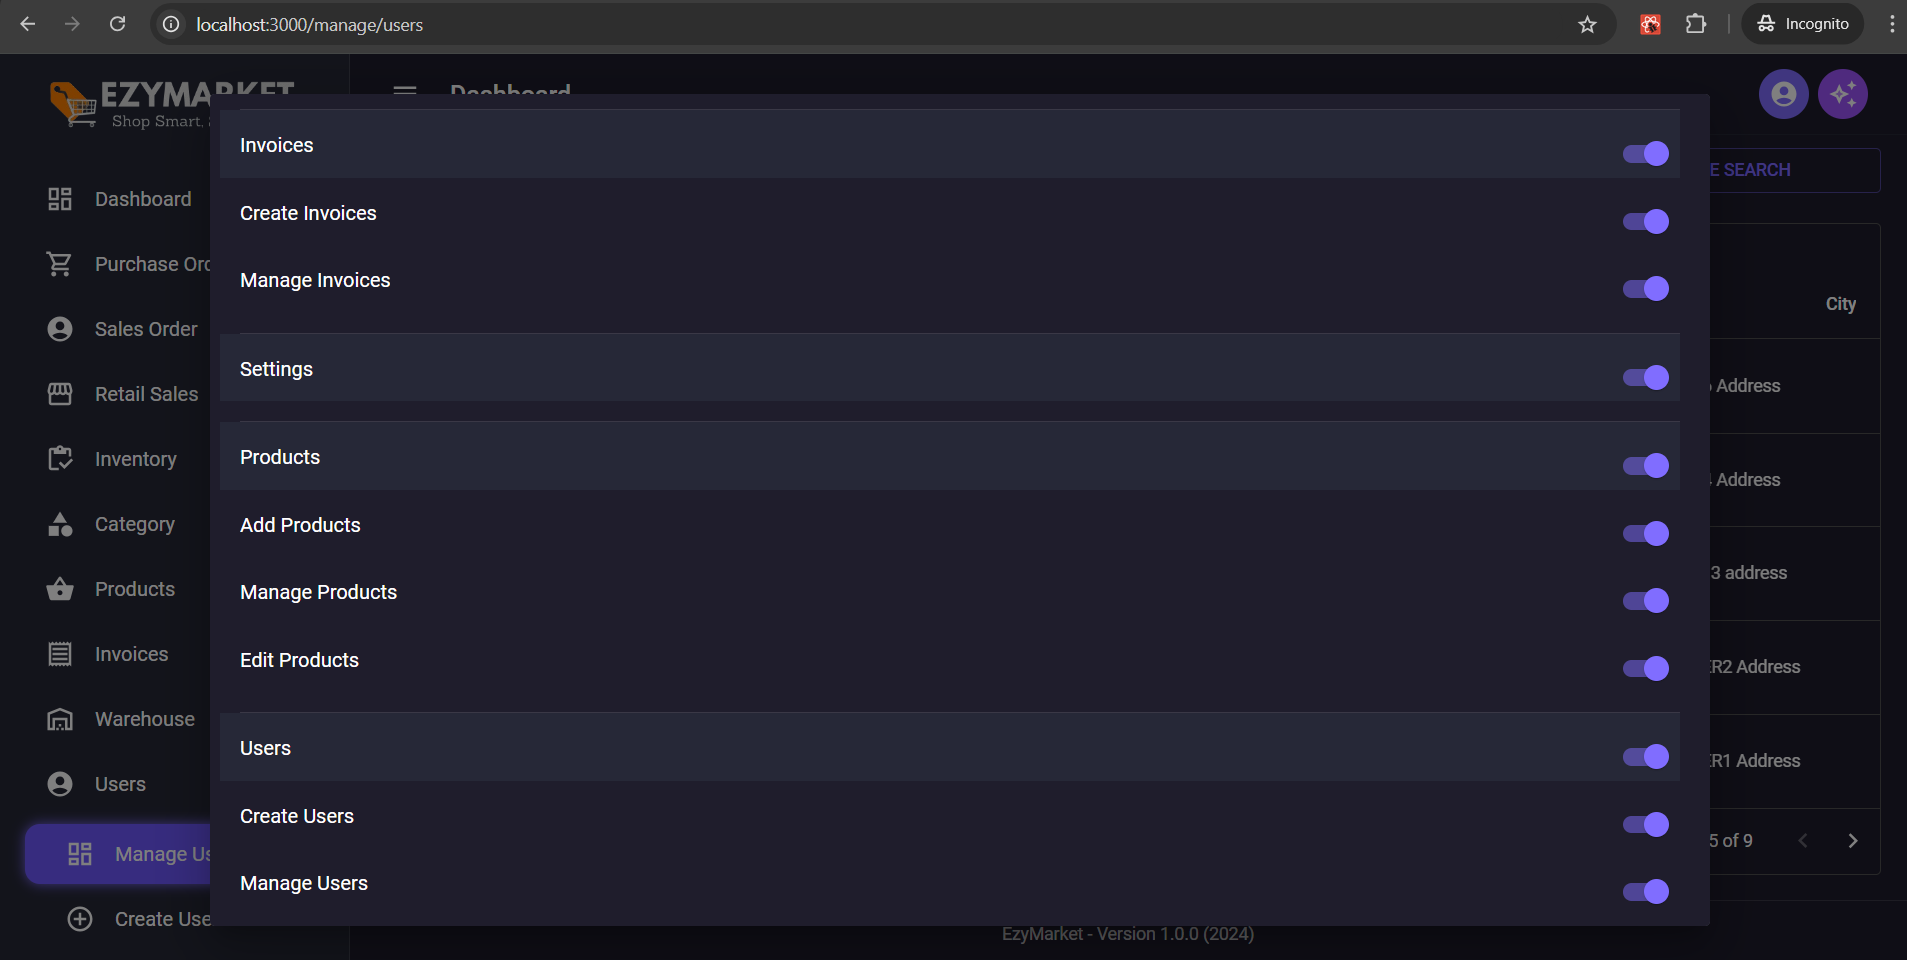 localhost:3000/manage/users
Incognito
EZYMARKET
Shop Smart,
Dashboard
E SEARCH
Dashboard
Purchase Ord
Sales Order
Retail Sales
Inventory
Category
Products
Invoices
Warehouse
Users
Manage Us
Create Use
Invoices
Create Invoices
Manage Invoices
Settings
Products
Add Products
Manage Products
Edit Products
Users
Create Users
Manage Users
City
Address
Address
3 address
ER2 Address
ER1 Address
5 of 9
EzyMarket - Version 1.0.0 (2024)